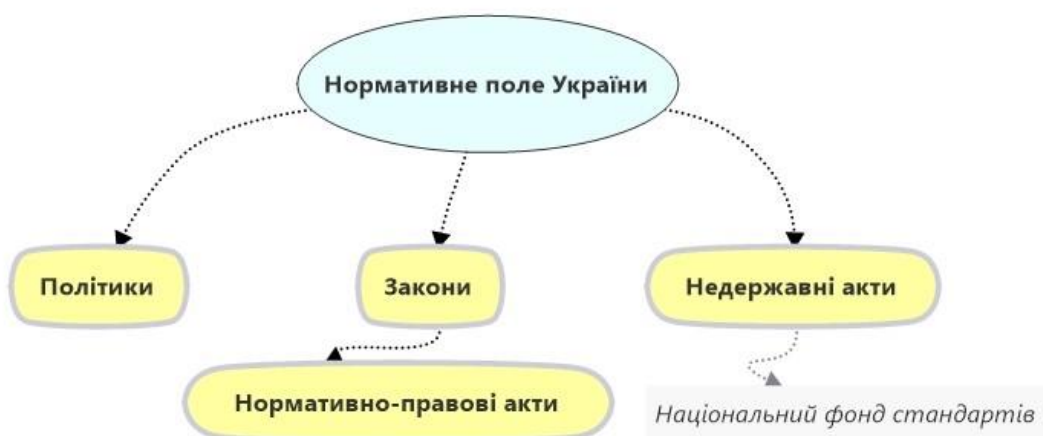 Нормативне поле України
Політики
Закони
Недержавні акти
Нормативно-правові акти
Національний фонд стандартів